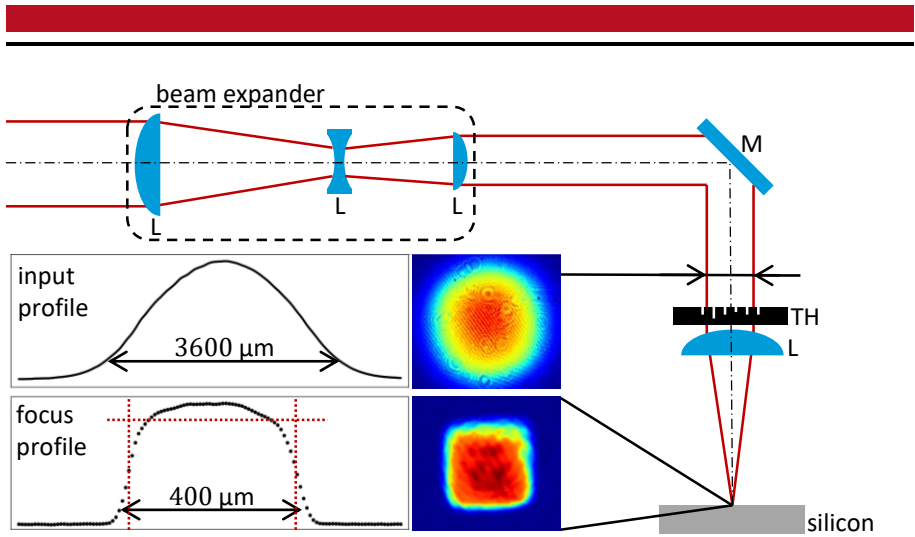 beam expander
L
L
L
M
input
profile
3600 µm
TH
L
focus
profile
400 µm
silicon